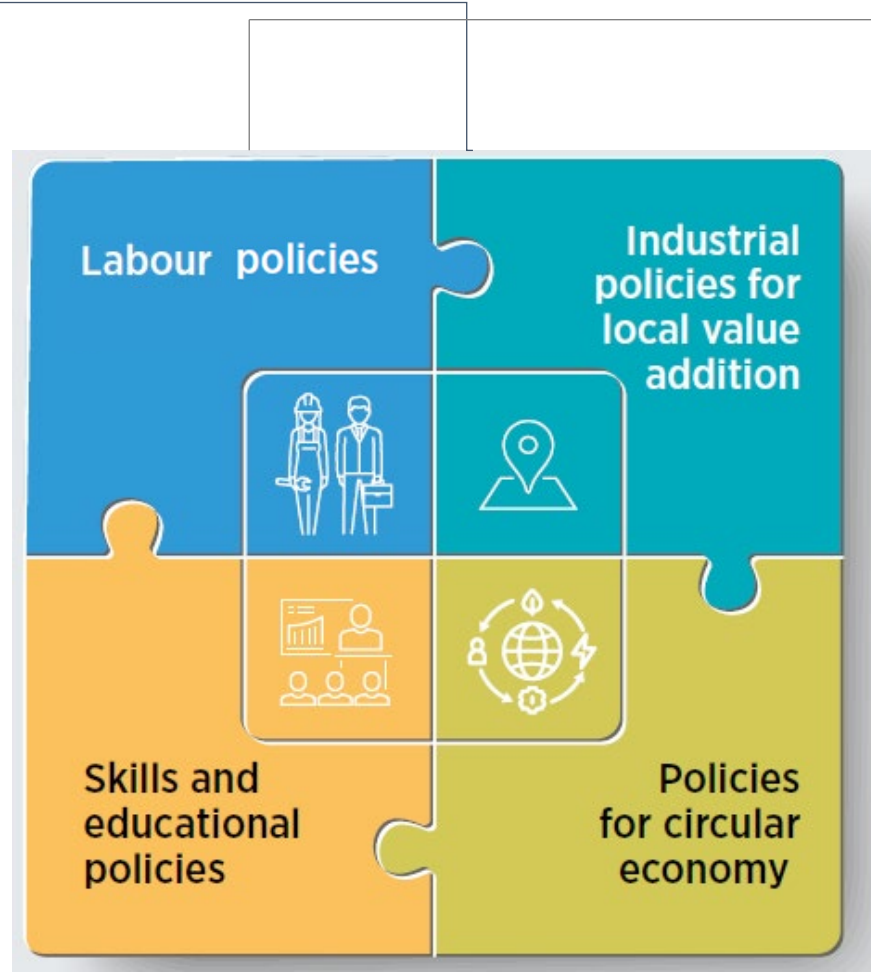 Labour policies
Industrial
policies for
local value
addition
Skills and
educational
policies
Policies
for circular
economy